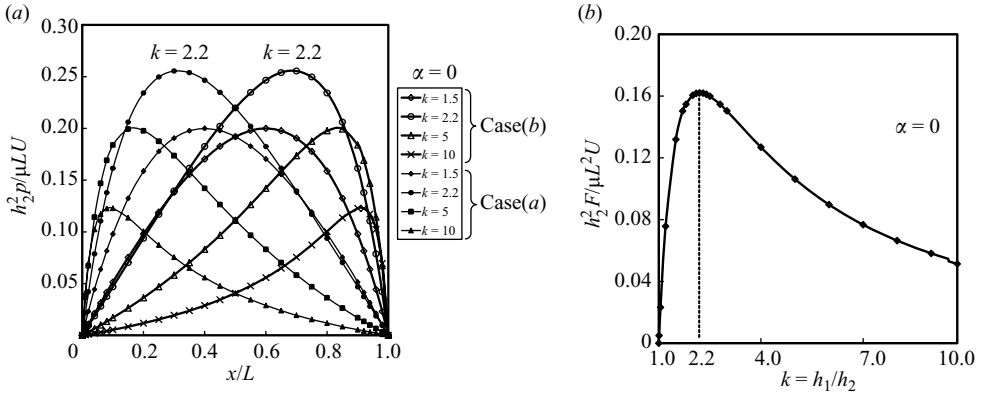 (a)
0.30
0.25
0.20
0.15
0.10
0.05
0
0.2
0.4
0.6
0.8
1.0
h₂²p/μLU
x/L
k = 2.2
k = 2.2
α = 0
k = 1.5
k = 2.2
k = 5
k = 10
Case(b)
k = 1.5
k = 2.2
k = 5
k = 10
Case(a)
(b)
0.20
0.16
0.12
0.08
0.04
0
1.0
2.2
4.0
7.0
10.0
h₂²F/μL²U
k = h₁/h₂
α = 0